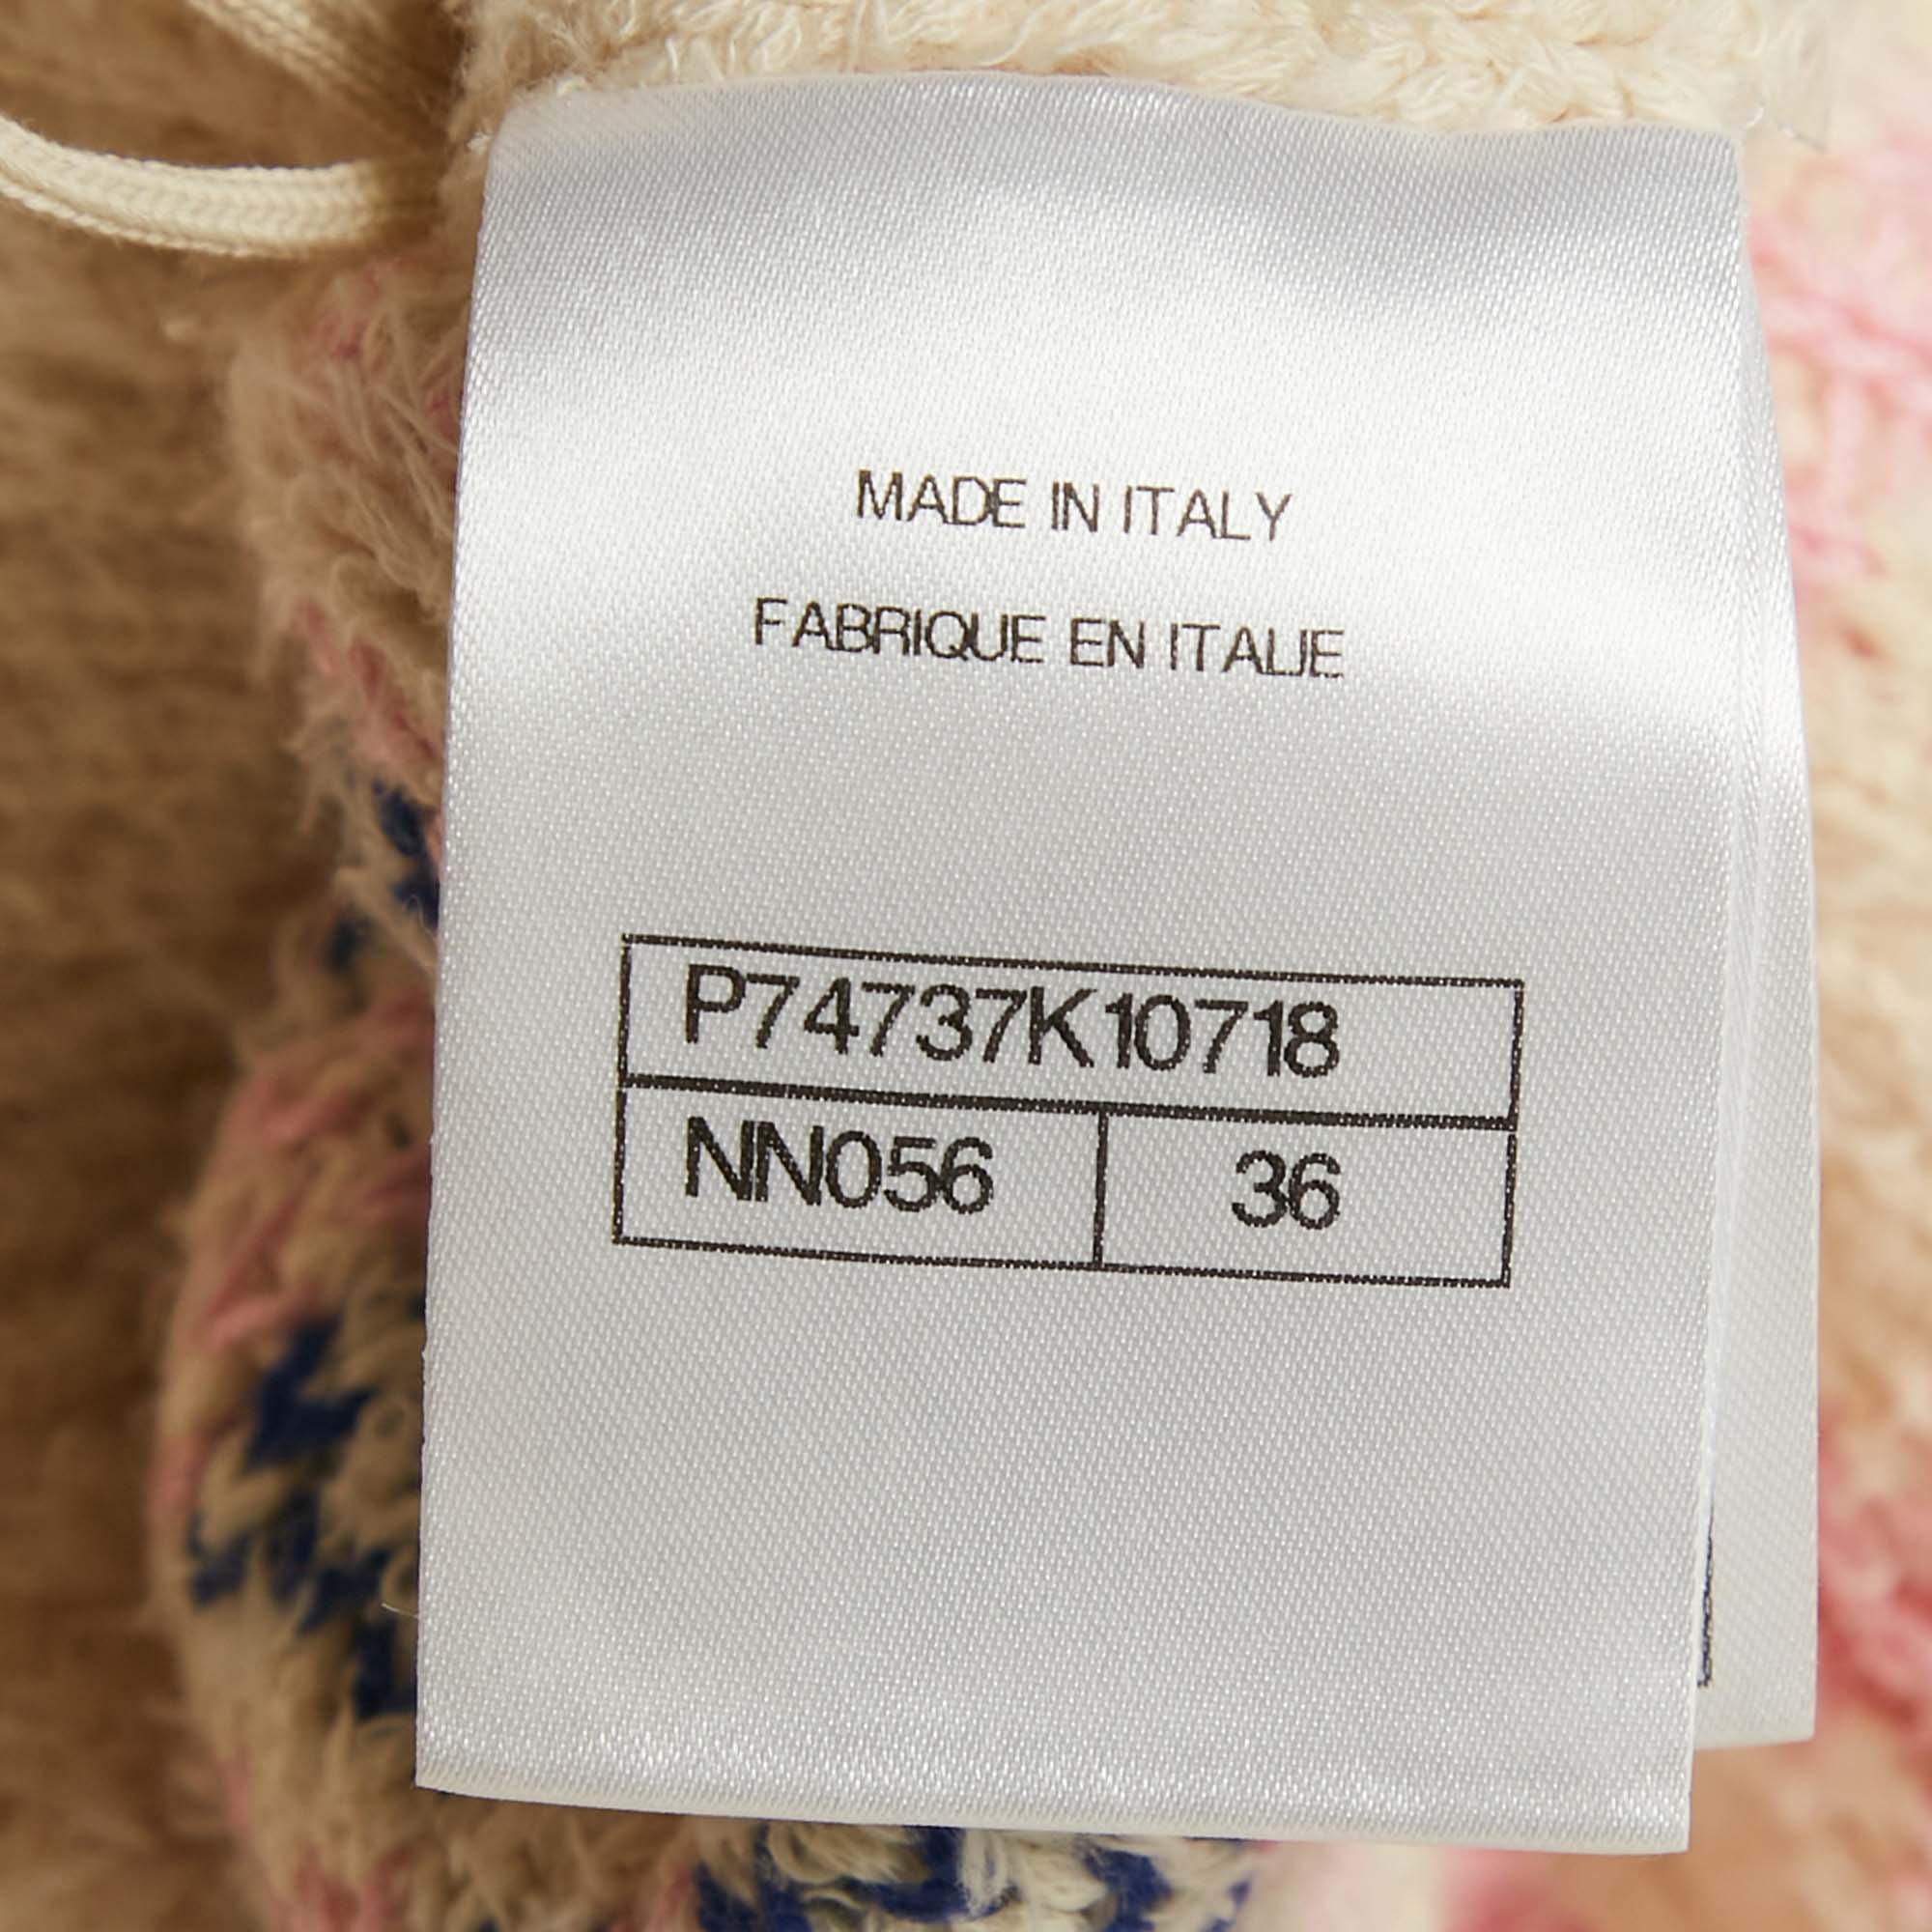 MADE IN ITALY
FABRIQUE EN ITALIE
P74737K10718
NN056 36